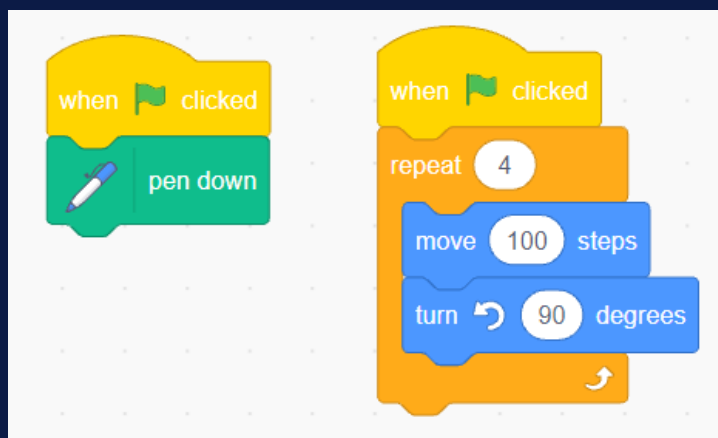 when clicked
pen down
when clicked
repeat 4
move 100 steps
turn 90 degrees